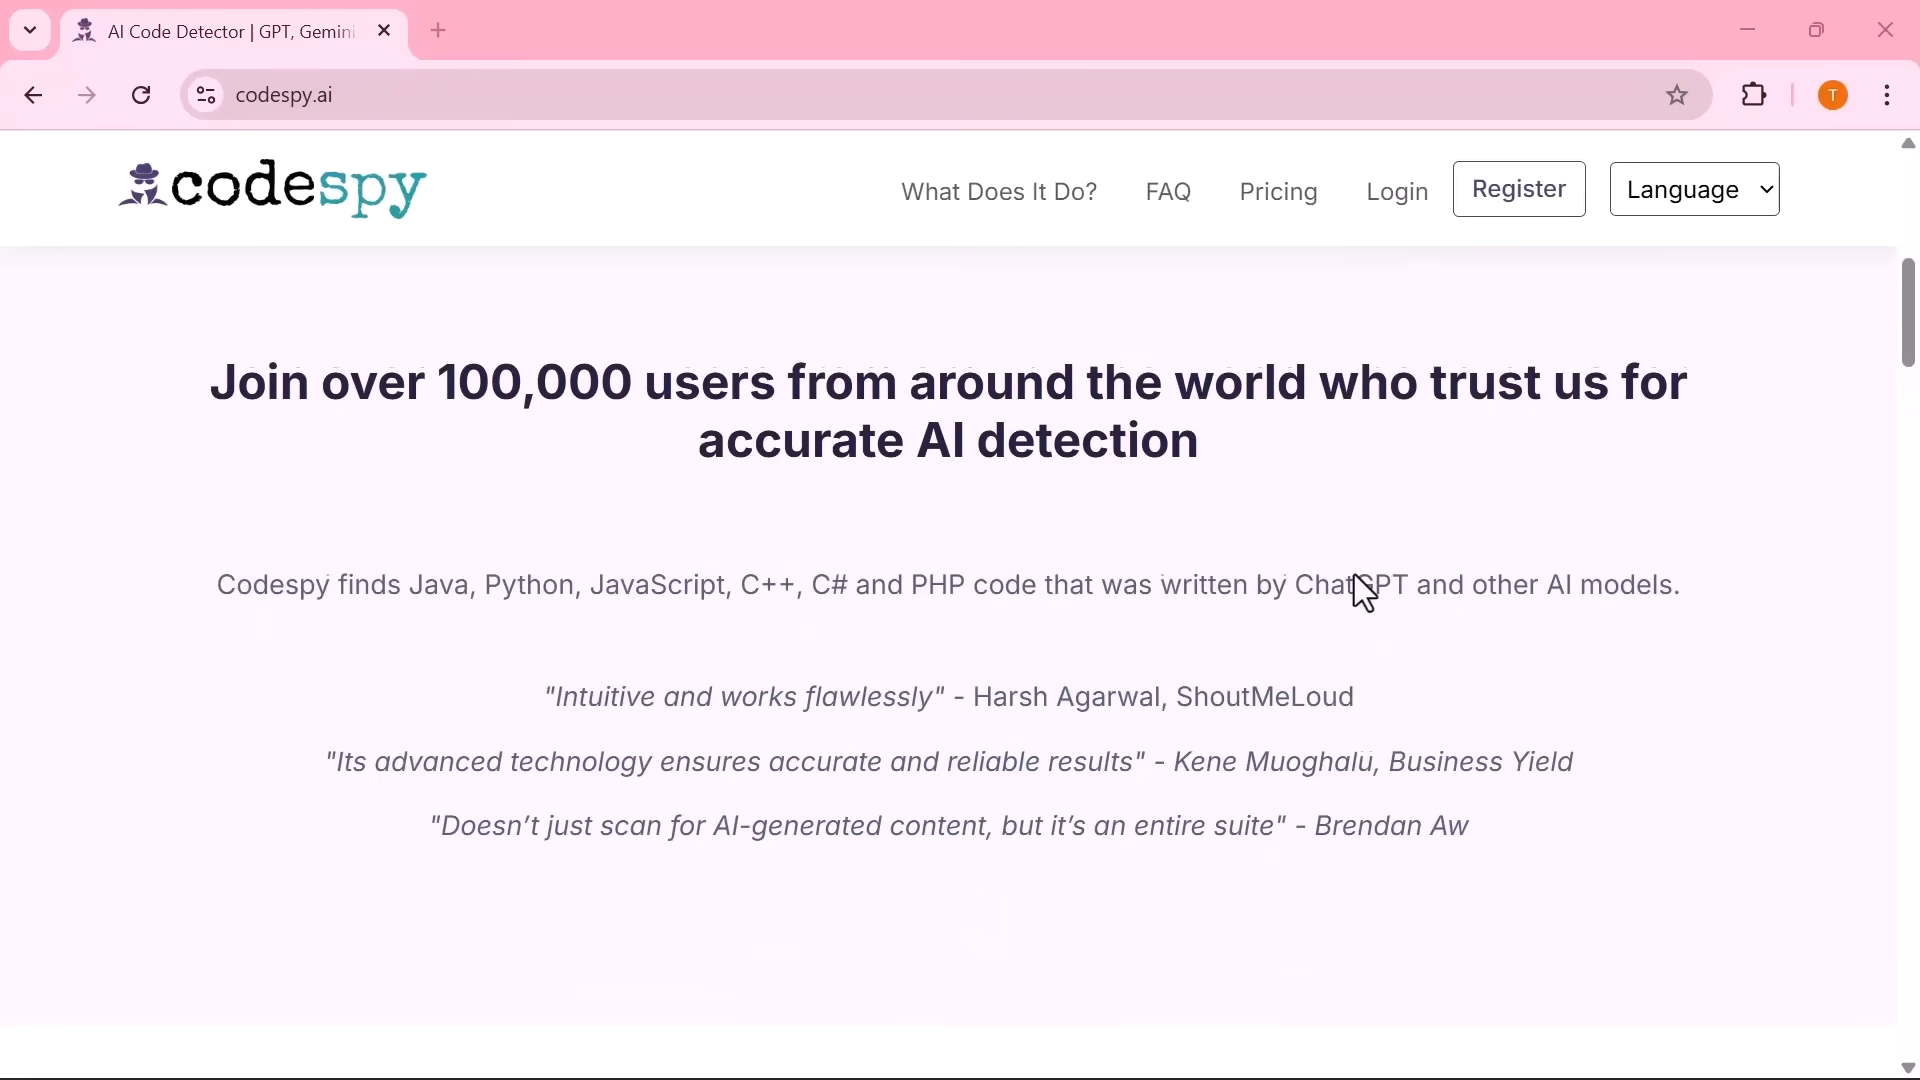 AI Code Detector | GPT, Gemini
codespy.ai
T
codespy
What Does It Do?
FAQ
Pricing
Login
Register
Language
Join over 100,000 users from around the world who trust us for
accurate AI detection
Codespy finds Java, Python, JavaScript, C++, C# and PHP code that was written by ChatGPT and other AI models.
"Intuitive and works flawlessly" - Harsh Agarwal, ShoutMeLoud
"Its advanced technology ensures accurate and reliable results" - Kene Muoghalu, Business Yield
"Doesn’t just scan for AI-generated content, but it’s an entire suite" - Brendan Aw